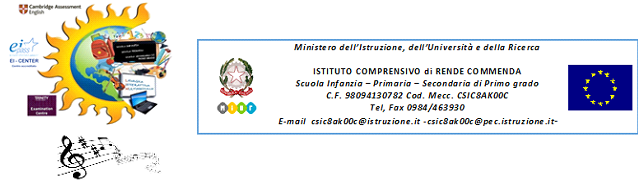 Cambridge Assessment
English
ei
pass
EI - CENTER
Examination
Centre
Ministero dell'Istruzione, dell'Università e della Ricerca
ISTITUTO COMPRENSIVO di RENDE COMMENDA
Scuola Infanzia – Primaria – Secondaria di Primo grado
C.F. 98094130782 Cod. Mecc. CSIC8AK00C
Tel, Fax 0984/463930
E-mail csic8ak00c@istruzione.it -csic8ak00c@pec.istruzione.it-